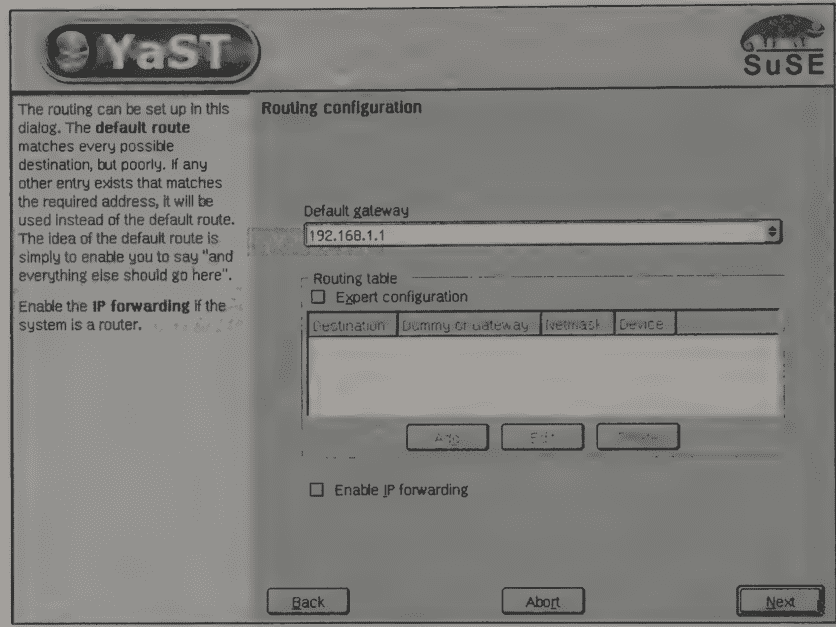 YaST
SuSE
The routing can be set up in this
dialog. The default route
matches every possible
destination, but poorly. If any
other entry exists that matches
the required address, it will be
used instead of the default route.
The idea of the default route is
simply to enable you to say "and
everything else should go here".
Enable the IP forwarding if the
system is a router.
Routing configuration
Default gateway
192.168.1.1
Routing table
Expert configuration
Destination Dummy or Gateway Netmask Device
Add Edit Delete
Enable IP forwarding
Back Abort Next